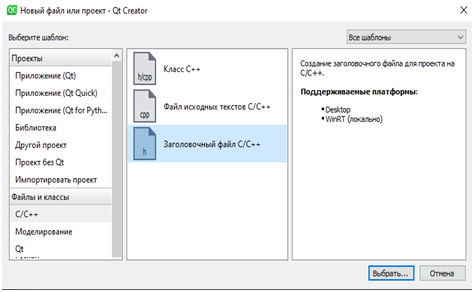 QC Новый файл или проект - Qt Creator
Выберите шаблон:
Все шаблоны
Проекты
Приложение (Qt)
Приложение (Qt Quick)
Приложение (Qt for Pyth...
Библиотека
Другой проект
Проект без Qt
Импортировать проект
Файлы и классы
C/C++
Моделирование
Qt
h/cpp
Класс C++
cpp
Файл исходных текстов C/C++
h
Заголовочный файл C/C++
Создание заголовочного файла для проекта на
C/C++.
Поддерживаемые платформы:
• Desktop
• WinRT (локально)
Выбрать...
Отмена